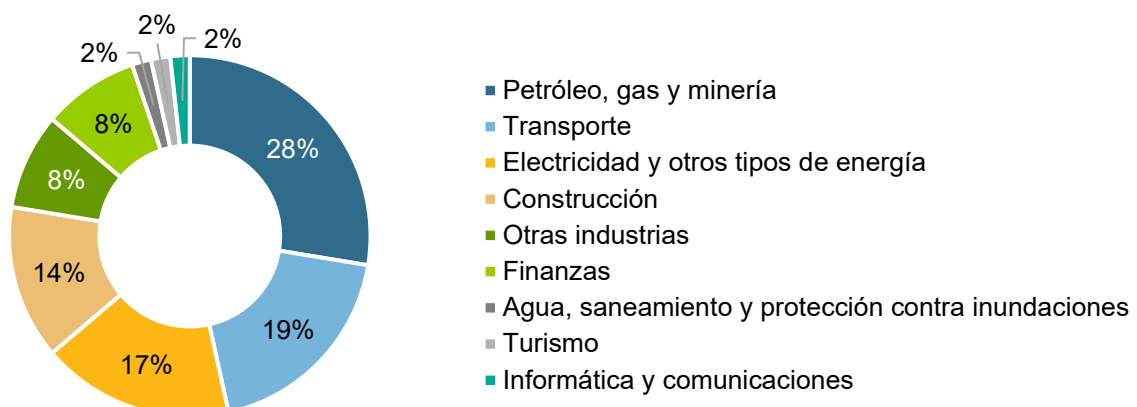 2%
2%
2%
8%
28%
8%
14%
19%
17%
Petróleo, gas y minería
Transporte
Electricidad y otros tipos de energía
Construcción
Otras industrias
Finanzas
Agua, saneamiento y protección contra inundaciones
Turismo
Informática y comunicaciones